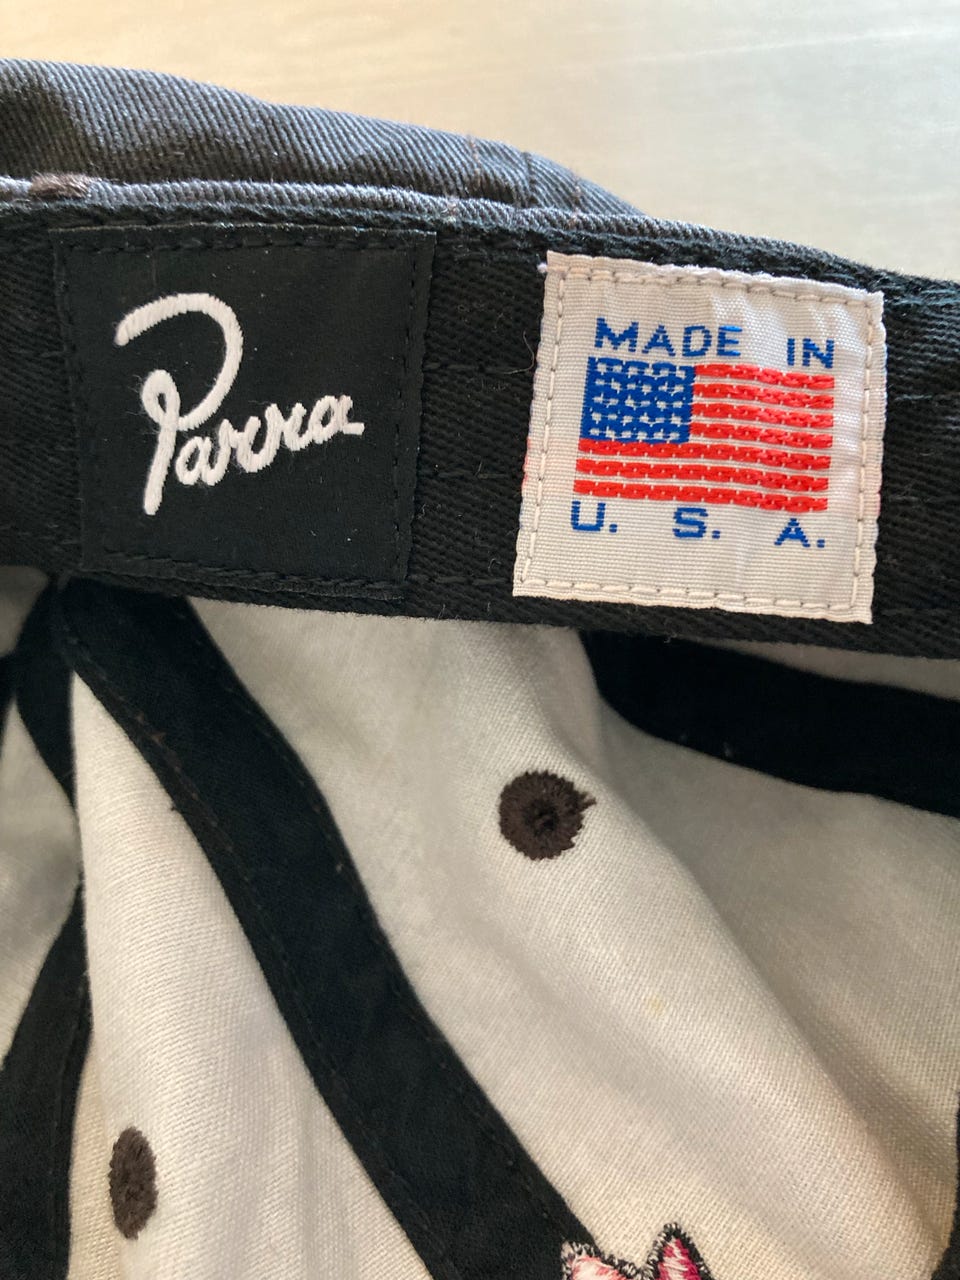 Parra
MADE IN
U. S. A.